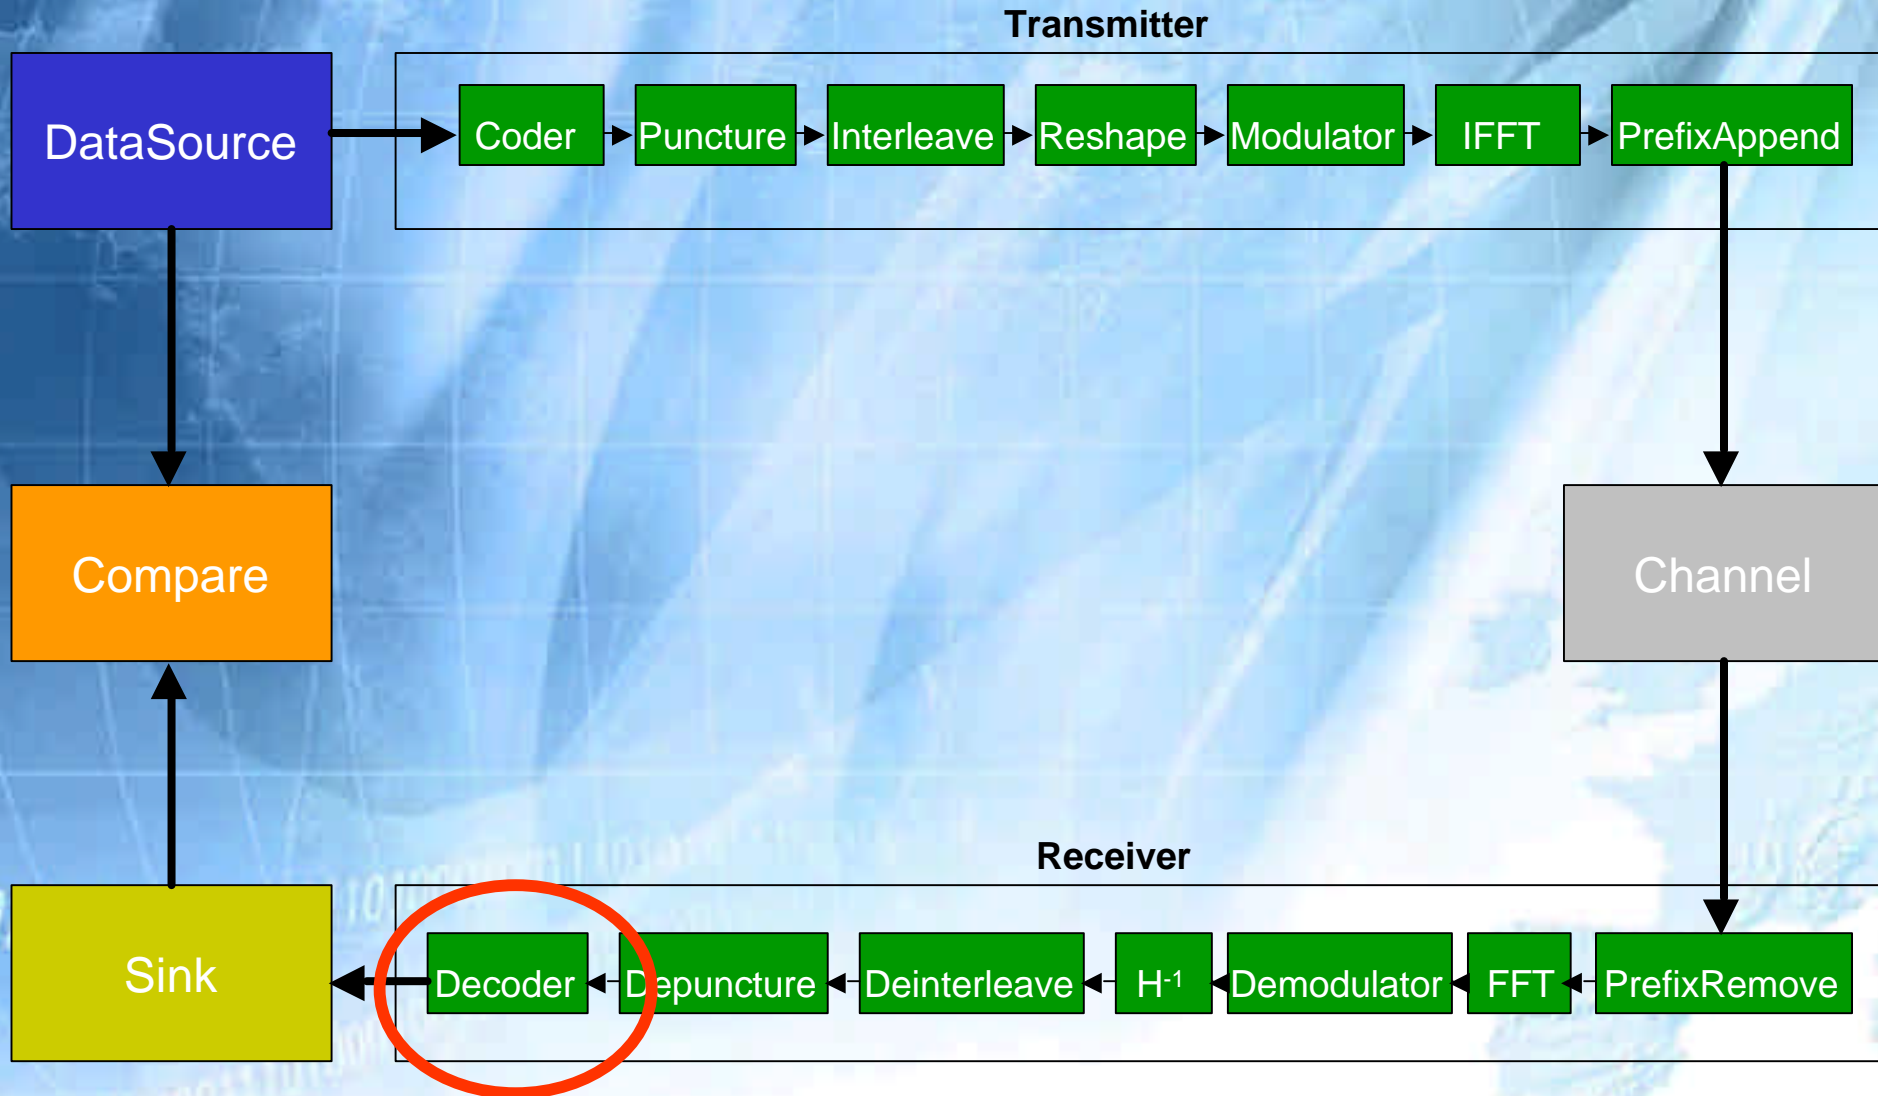 Transmitter
DataSource
Coder
Puncture
Interleave
Reshape
Modulator
IFFT
PrefixAppend
Compare
Channel
Receiver
Sink
Decoder
Depuncture
Deinterleave
H-1
Demodulator
FFT
PrefixRemove